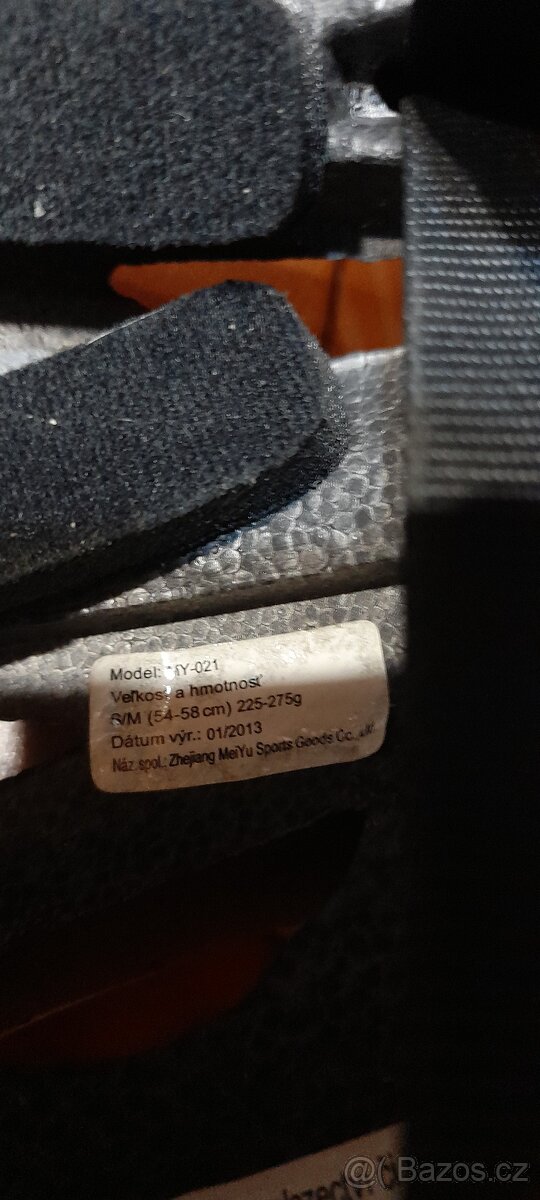 Model: MY-021
Veľkosť a hmotnosť
S/M (54-58 cm) 225-275g
Dátum výr.: 01/2013
Náz. spol.: Zhejiang MeiYu Sports Goods Co.,
@Bazos.cz